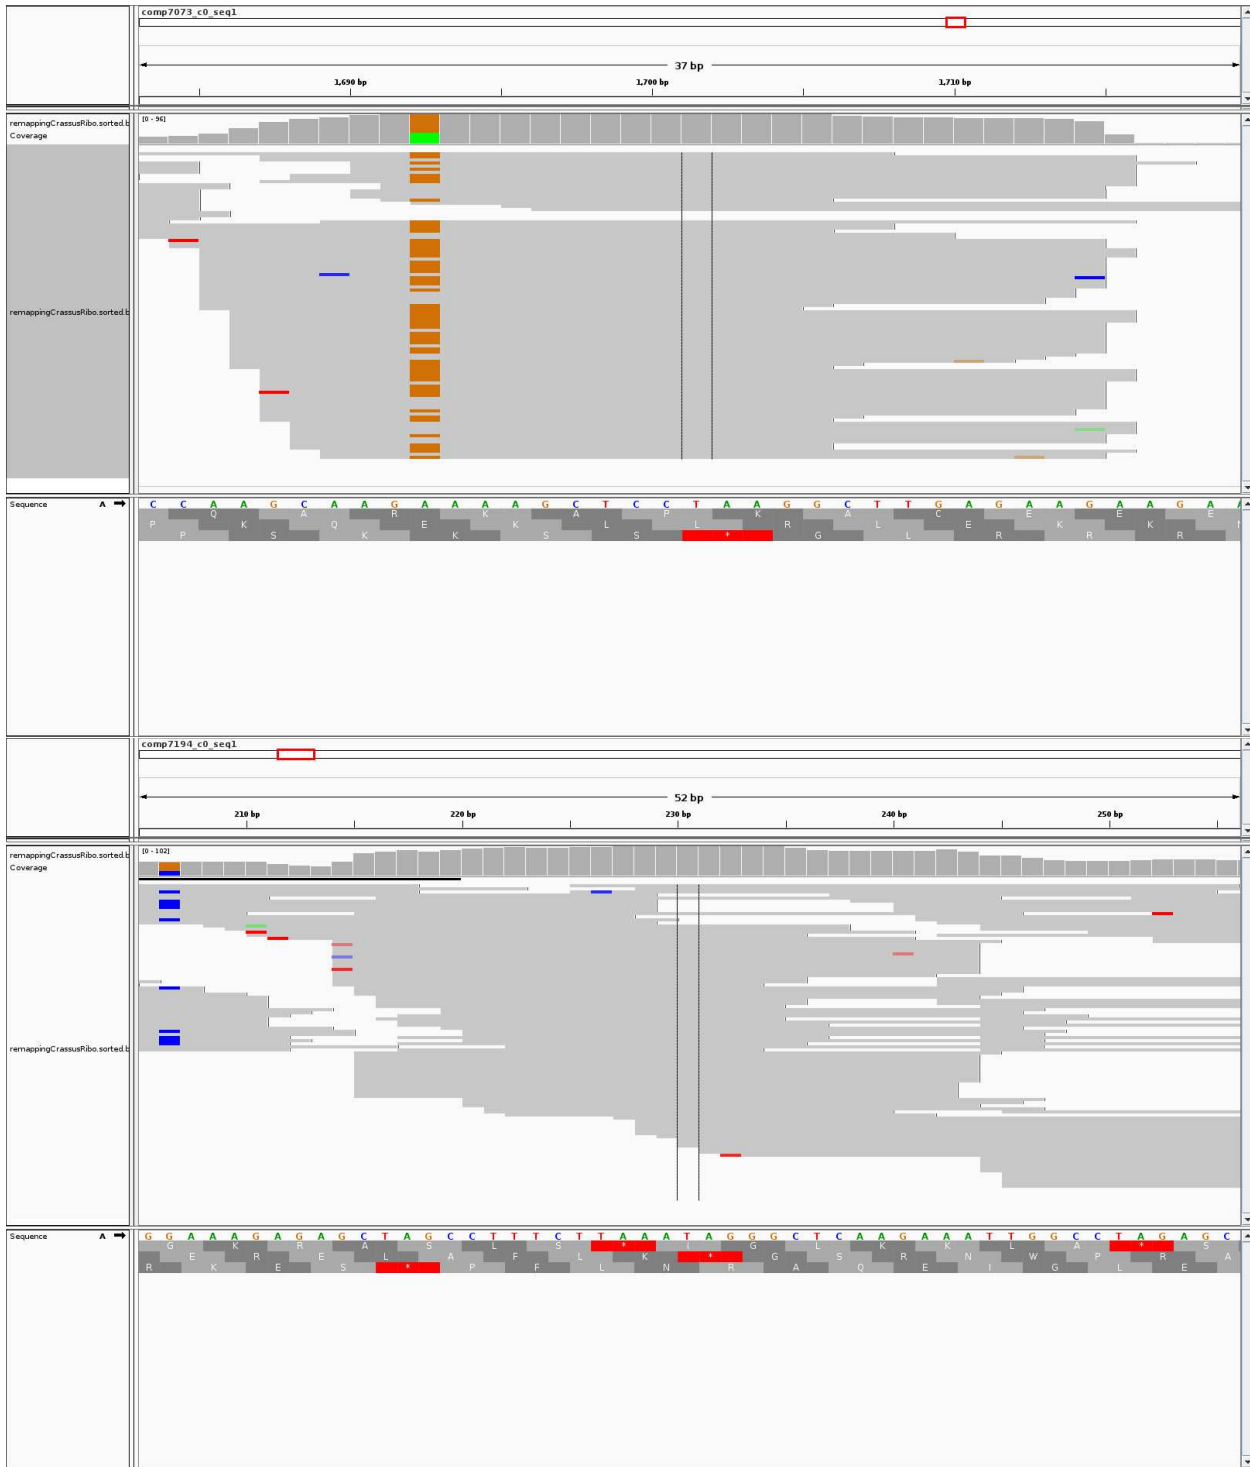 comp7073_c0_seq1
37 bp
1,690 bp 1,700 bp 1,710 bp
remappingCrassusRibo.sorted.b
Coverage
[0 - 96]
remappingCrassusRibo.sorted.b
Sequence A ➡ C C A A G C A A G A A A A G C T C C T A A G G C T T G A G A A G A A G A A
Q A R K A P K A C E E E
P K Q E K L L R L E K K
P S K K S S * G L R R R
comp7194_c0_seq1
52 bp
210 bp 220 bp 230 bp 240 bp 250 bp
remappingCrassusRibo.sorted.b
Coverage
[0 - 102]
remappingCrassusRibo.sorted.b
Sequence A ➡ G G A A A G A G A G C T A G C C T T T C T T A A A T A G G G C T C A A G A A A T T G G C C T A G A G C
G K R A S L S * I G L K K L A * S
E R E L A F L K * G S R N W P R A
R K E S * P F L N R A Q E I G L E